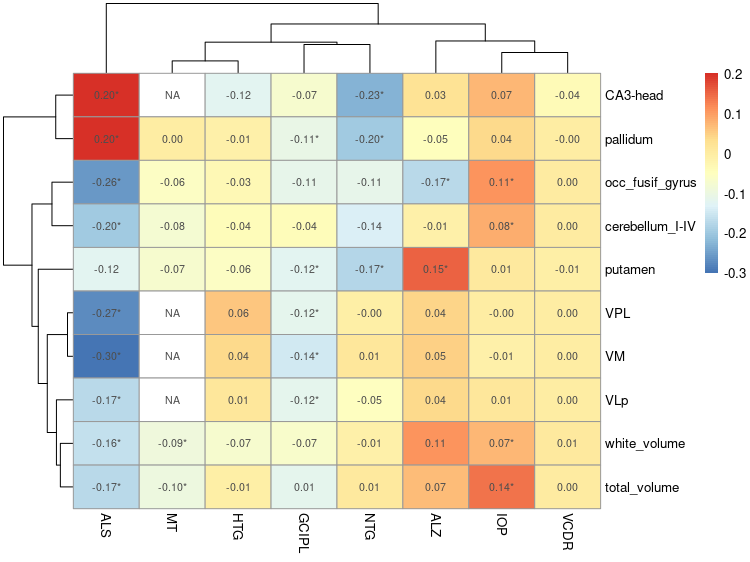 NA -0.12 -0.07 -0.23* 0.03 0.07 -0.04 CA3-head
0.20* 0.00 -0.01 -0.11* -0.20* -0.05 0.04 -0.00 pallidum
-0.26* -0.06 -0.03 -0.11 -0.11 -0.17* 0.11* 0.00 occ_fusif_gyrus
-0.20* -0.08 -0.04 -0.04 -0.14 -0.01 0.08* 0.00 cerebellum_I-IV
-0.12 -0.07 -0.06 -0.12* -0.17* 0.15* 0.01 -0.01 putamen
-0.27* NA 0.06 -0.12* -0.00 0.04 -0.00 0.00 VPL
-0.30* NA 0.04 -0.14* 0.01 0.05 -0.01 0.00 VM
-0.17* NA 0.01 -0.12* -0.05 0.04 0.01 0.00 VLp
-0.16* -0.09* -0.07 -0.07 -0.01 0.11 0.07* 0.01 white_volume
-0.17* -0.10* -0.01 0.01 0.01 0.07 0.14* 0.00 total_volume
ALS MT HTG GCIPL NTG ALZ IOP VCDR
0.2
0.1
0
-0.1
-0.2
-0.3